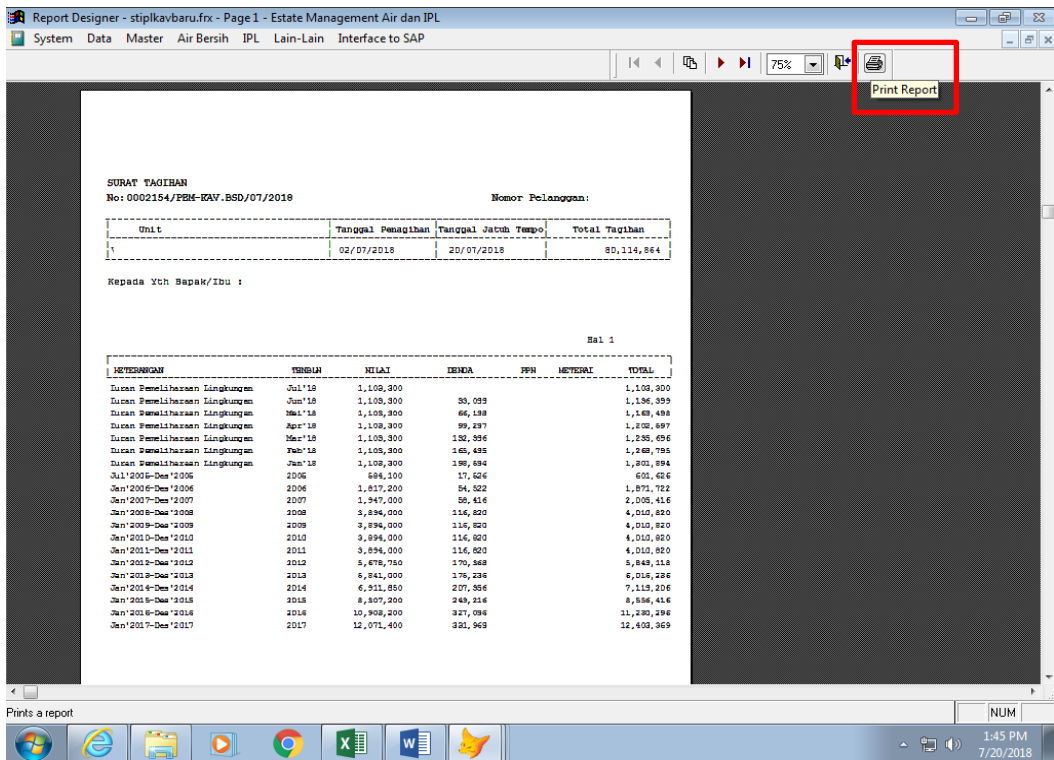 Report Designer - stiplkavbaru.frx - Page 1 - Estate Management Air dan IPL
System Data Master Air Bersih IPL Lain-Lain Interface to SAP
75%
Print Report
SURAT TAGIHAN
No: 0002154/PEM-KAV.BSD/07/2018 Nomor Pelanggan:
Unit Tanggal Penagihan Tanggal Jatuh Tempo Total Tagihan
02/07/2018 20/07/2018 80,114,864
Kepada Yth Bapak/Ibu :
Hal 1
KETERANGAN THNBLN NILAI DENDA PPN METERAI TOTAL
Iuran Pemeliharaan Lingkungan Jul'18 1,103,300 1,103,300
Iuran Pemeliharaan Lingkungan Jun'18 1,103,300 33,099 1,136,399
Iuran Pemeliharaan Lingkungan Mei'18 1,103,300 66,198 1,169,498
Iuran Pemeliharaan Lingkungan Apr'18 1,103,300 99,297 1,202,597
Iuran Pemeliharaan Lingkungan Mar'18 1,103,300 132,396 1,235,696
Iuran Pemeliharaan Lingkungan Feb'18 1,103,300 165,495 1,268,795
Iuran Pemeliharaan Lingkungan Jan'18 1,103,300 198,594 1,301,894
Jul'2005-Des'2005 2005 584,100 17,526 601,626
Jan'2006-Des'2006 2006 1,817,200 54,522 1,871,722
Jan'2007-Des'2007 2007 1,947,000 58,416 2,005,416
Jan'2008-Des'2008 2008 3,894,000 116,820 4,010,820
Jan'2009-Des'2009 2009 3,894,000 116,820 4,010,820
Jan'2010-Des'2010 2010 3,894,000 116,820 4,010,820
Jan'2011-Des'2011 2011 3,894,000 116,820 4,010,820
Jan'2012-Des'2012 2012 5,678,750 170,368 5,849,118
Jan'2013-Des'2013 2013 5,841,000 175,236 6,016,236
Jan'2014-Des'2014 2014 6,911,850 207,356 7,119,206
Jan'2015-Des'2015 2015 8,307,200 249,216 8,556,416
Jan'2016-Des'2016 2016 10,903,200 327,096 11,230,296
Jan'2017-Des'2017 2017 12,071,400 331,969 12,403,369
Prints a report NUM
1:45 PM
7/20/2018